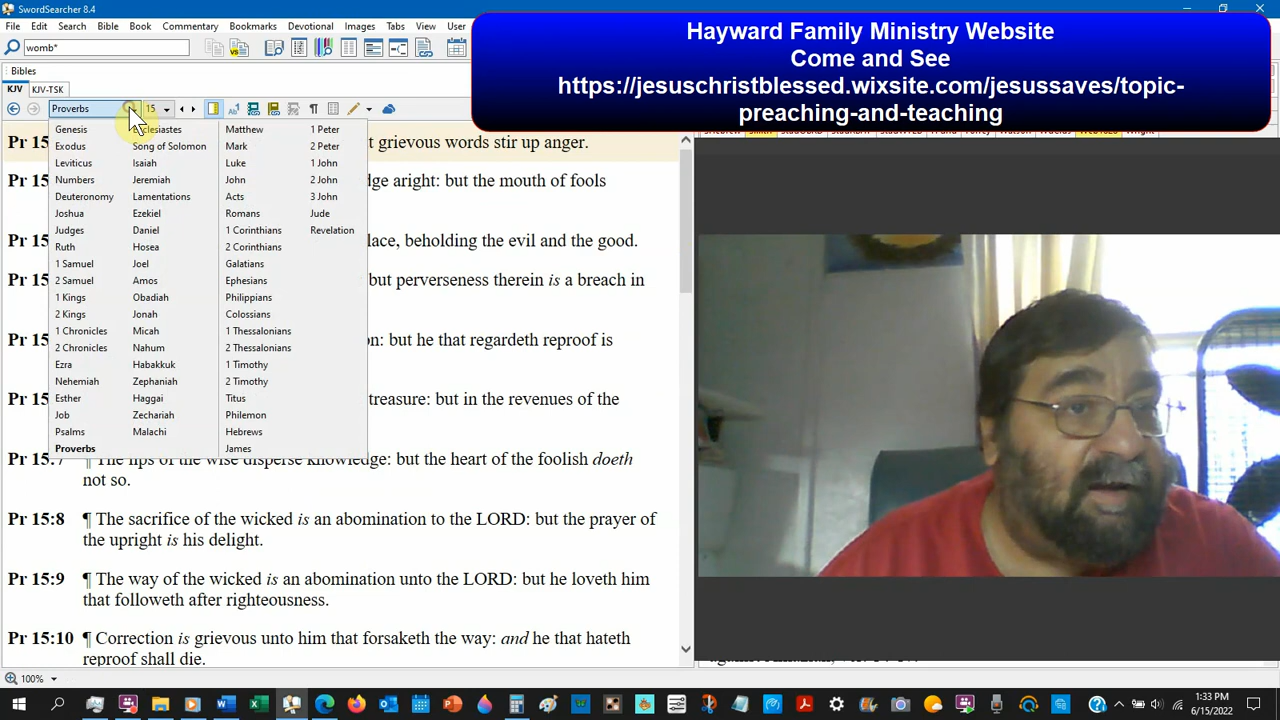 SwordSearcher 8.4
File Edit Search Bible Book Commentary Favorites Devotional Images Tabs View User
womb*
VS
Bibles
KJV KJV-TSK
Proverbs 15
Hayward Family Ministry Website
Come and See
https://jesuschristblessed.wixsite.com/jesussaves/topic-
preaching-and-teaching
Genesis Ecclesiastes Matthew 1 Peter
Exodus Song of Solomon Mark 2 Peter
Leviticus Isaiah Luke 1 John
Numbers Jeremiah John 2 John
Deuteronomy Lamentations Acts 3 John
Joshua Ezekiel Romans Jude
Judges Daniel 1 Corinthians Revelation
Ruth Hosea 2 Corinthians
1 Samuel Joel Galatians
2 Samuel Amos Ephesians
1 Kings Obadiah Philippians
2 Kings Jonah Colossians
1 Chronicles Micah 1 Thessalonians
2 Chronicles Nahum 2 Thessalonians
Ezra Habakkuk 1 Timothy
Nehemiah Zephaniah 2 Timothy
Esther Haggai Titus
Job Zechariah Philemon
Psalms Malachi Hebrews
Proverbs James
Pr 15 t grievous words stir up anger.
Pr 15 dge aright: but the mouth of fools
Pr 15 lace, beholding the evil and the good.
Pr 15 but perverseness therein is a breach in
Pr 15 on: but he that regardeth reproof is
Pr 15 treasure: but in the revenues of the
Pr 15:7 ¶ The lips of the wise disperse knowledge: but the heart of the foolish doeth
not so.
Pr 15:8 ¶ The sacrifice of the wicked is an abomination to the LORD: but the prayer of
the upright is his delight.
Pr 15:9 ¶ The way of the wicked is an abomination unto the LORD: but he loveth him
that followeth after righteousness.
Pr 15:10 ¶ Correction is grievous unto him that forsaketh the way: and he that hateth
reproof shall die.
100%
1:33 PM
6/15/2022